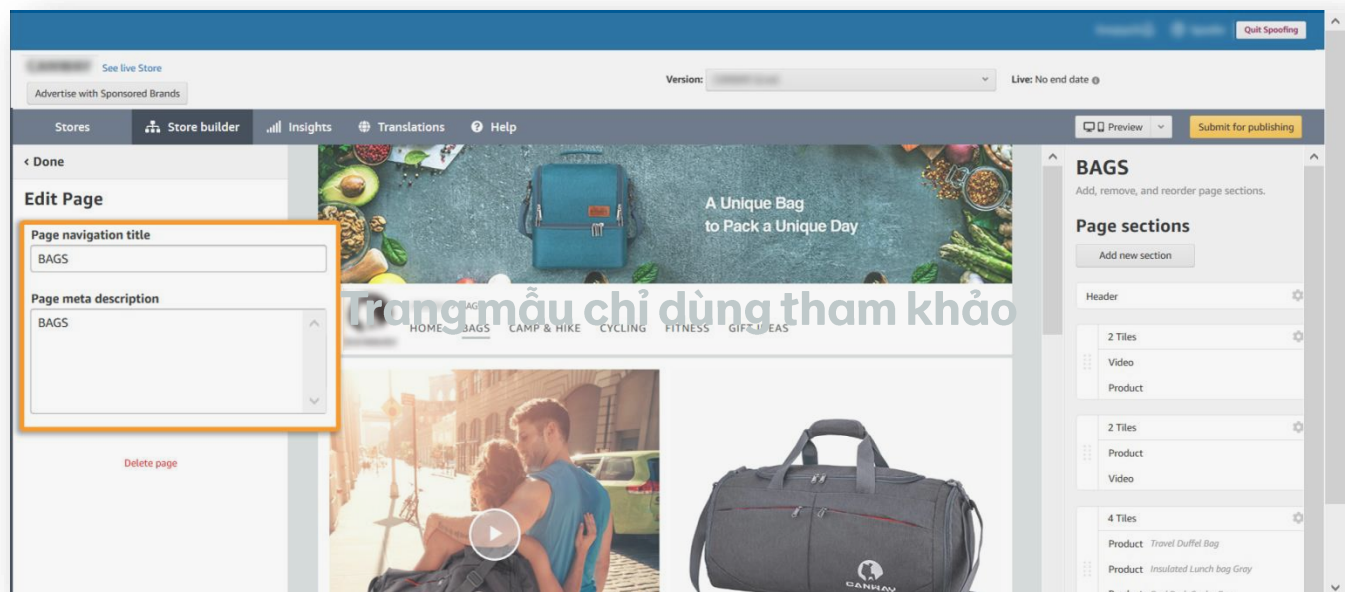 Quit Spoofing
See live Store
Advertise with Sponsored Brands
Version:
Live: No end date
Stores
Store builder
Insights
Translations
Help
Preview
Submit for publishing
< Done
Edit Page
Page navigation title
BAGS
Page meta description
BAGS
Delete page
A Unique Bag
to Pack a Unique Day
Trang mẫu chỉ dùng tham khảo
HOME BAGS CAMP & HIKE CYCLING FITNESS GIFT IDEAS
CANWAY
BAGS
Add, remove, and reorder page sections.
Page sections
Add new section
Header
2 Tiles
Video
Product
2 Tiles
Product
Video
4 Tiles
Product Travel Duffel Bag
Product Insulated Lunch bag Gray